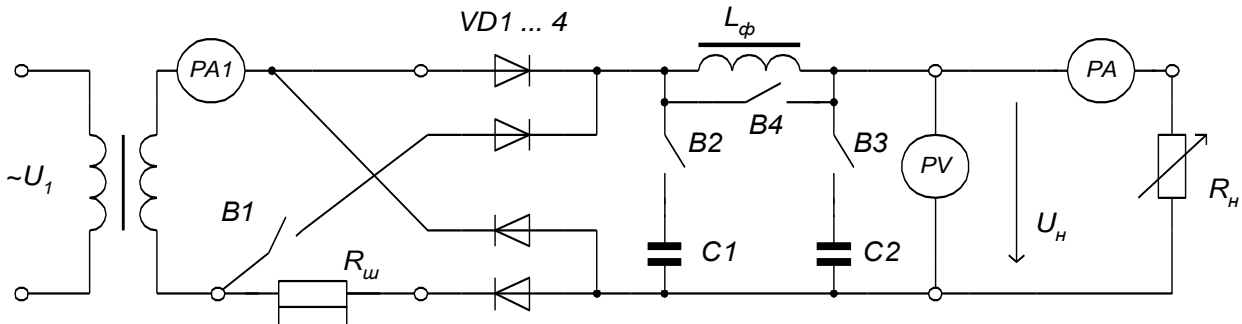 VD1 ... 4
Lф
PA1
PA
B4
B2
B3
PV
~U1
Rн
B1
Uн
Rш
C1
C2